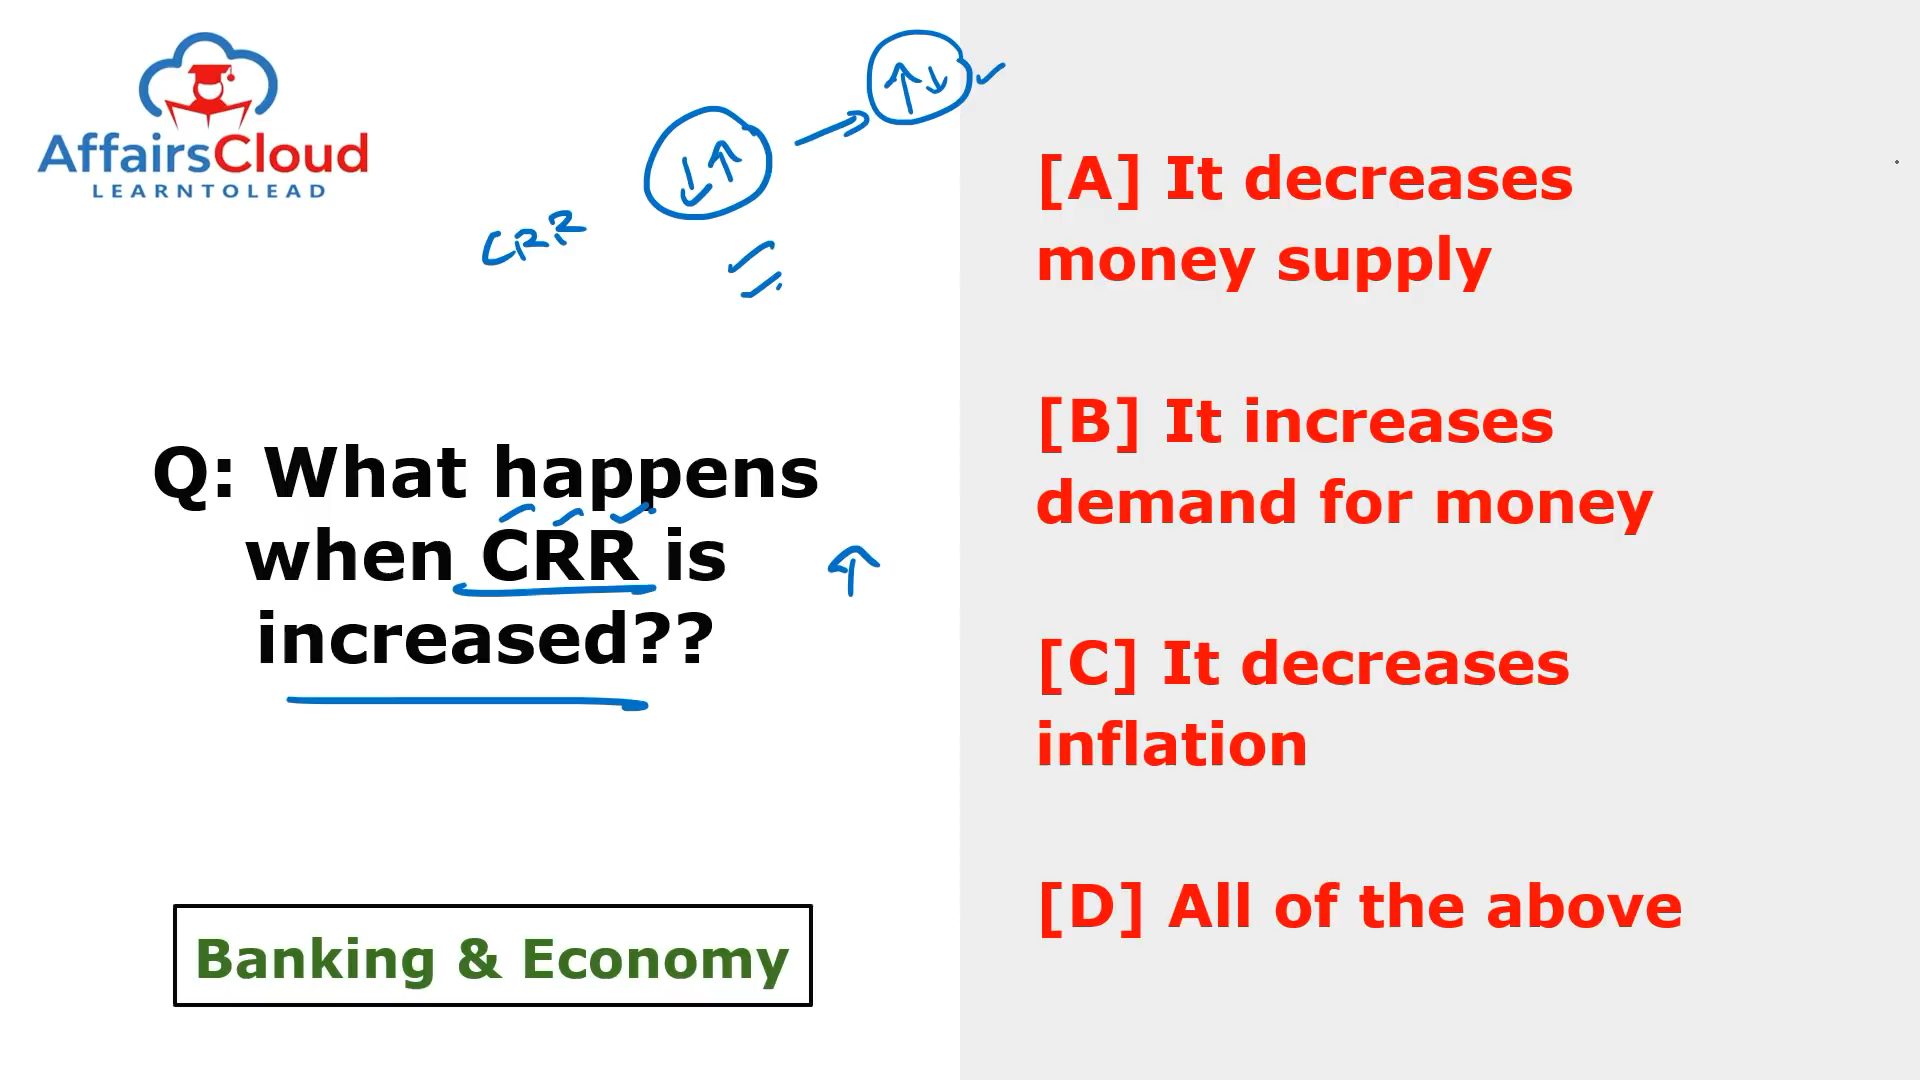 AffairsCloud
LEARNTOLEAD
CRR
Q: What happens
when CRR is
increased??
Banking & Economy
[A] It decreases
money supply
[B] It increases
demand for money
[C] It decreases
inflation
[D] All of the above